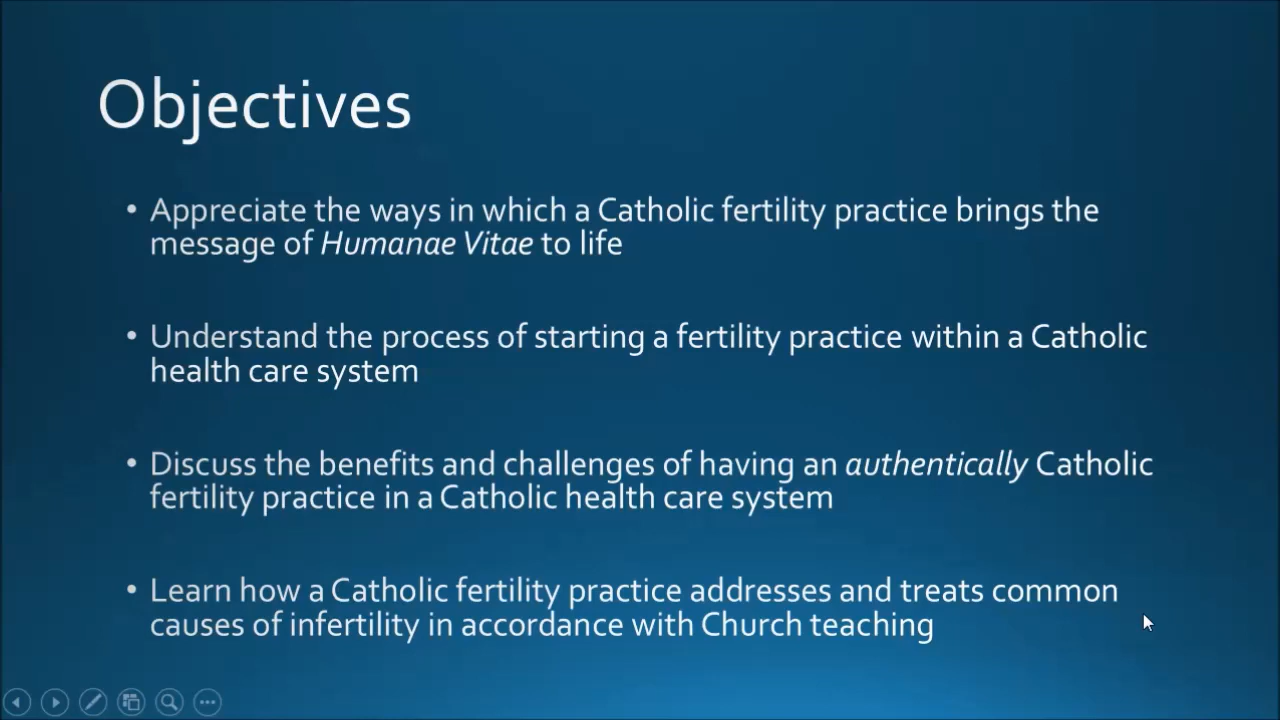 Objectives
• Appreciate the ways in which a Catholic fertility practice brings the
message of Humanae Vitae to life
• Understand the process of starting a fertility practice within a Catholic
health care system
• Discuss the benefits and challenges of having an authentically Catholic
fertility practice in a Catholic health care system
• Learn how a Catholic fertility practice addresses and treats common
causes of infertility in accordance with Church teaching